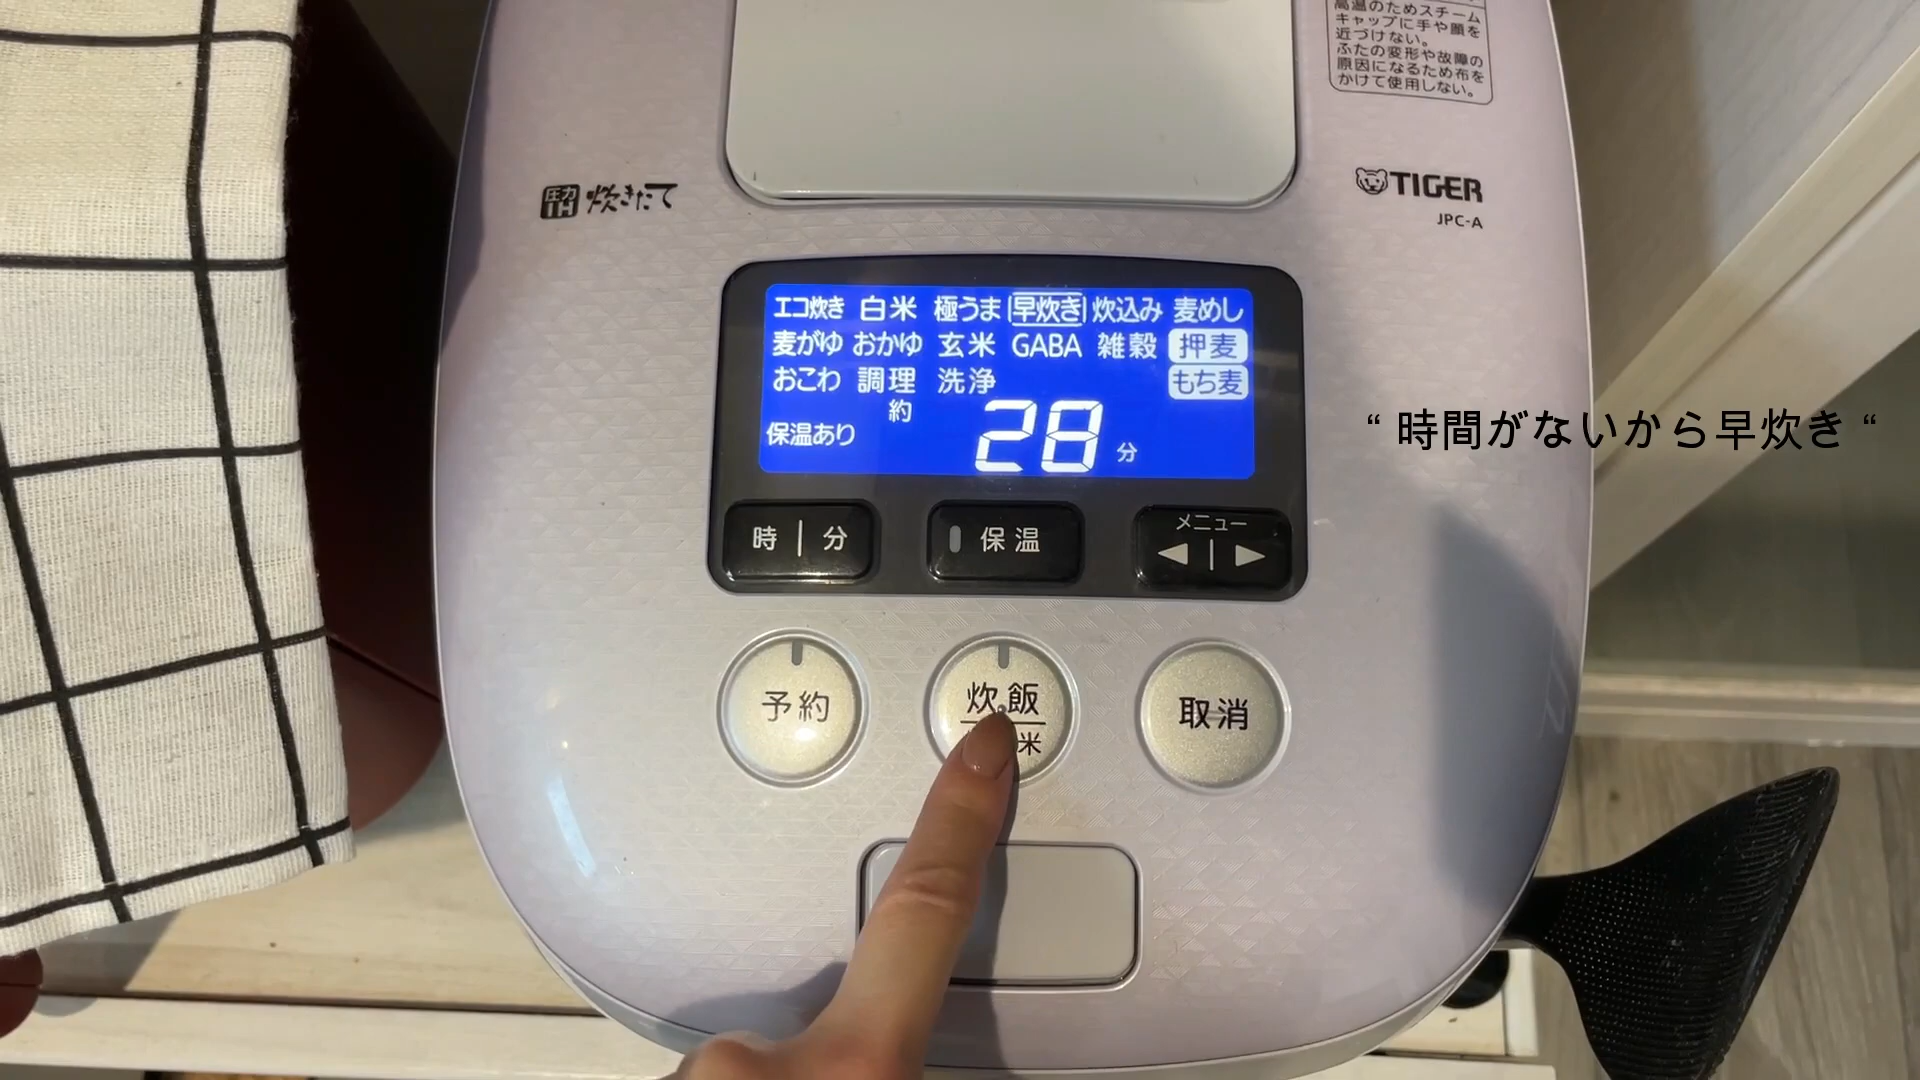 高温のためスチーム
キャップに手や顔を
近づけない。
ふたの変形や故障の
原因になるため布を
かけて使用しない。
圧力IH 炊きたて
TIGER
JPC-A
エコ炊き 白米 極うま 早炊き 炊込み 麦めし
麦がゆ おかゆ 玄米 GABA 雑穀 押麦
おこわ 調理 洗浄 もち麦
約
保温あり 28 分
“ 時間がないから早炊き “
時 | 分 保温 メニュー
◀ | ▶
予約 炊飯 取消
米